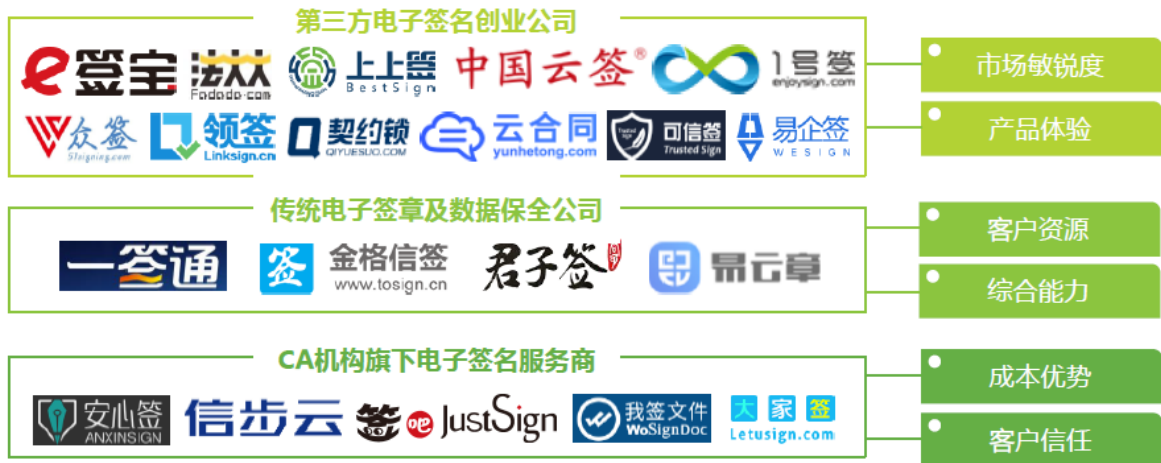 第三方电子签名创业公司
e签宝
法大大
Fadada.com
上上签
BestSign
中国云签®
1号签
enjoysign.com
市场敏锐度
众签
51signing.com
领签
Linksign.cn
契约锁
QIYUESUO.COM
云合同
yunhetong.com
Trusted Sign
可信签
Trusted Sign
易企签
WESIGN
产品体验
传统电子签章及数据保全公司
一签通
签
金格信签
www.tosign.cn
君子签
易云章
客户资源
综合能力
CA机构旗下电子签名服务商
安心签
ANXINSIGN
信步云
签吧
JustSign
我签文件
WoSignDoc
大家签
Letusign.com
成本优势
客户信任